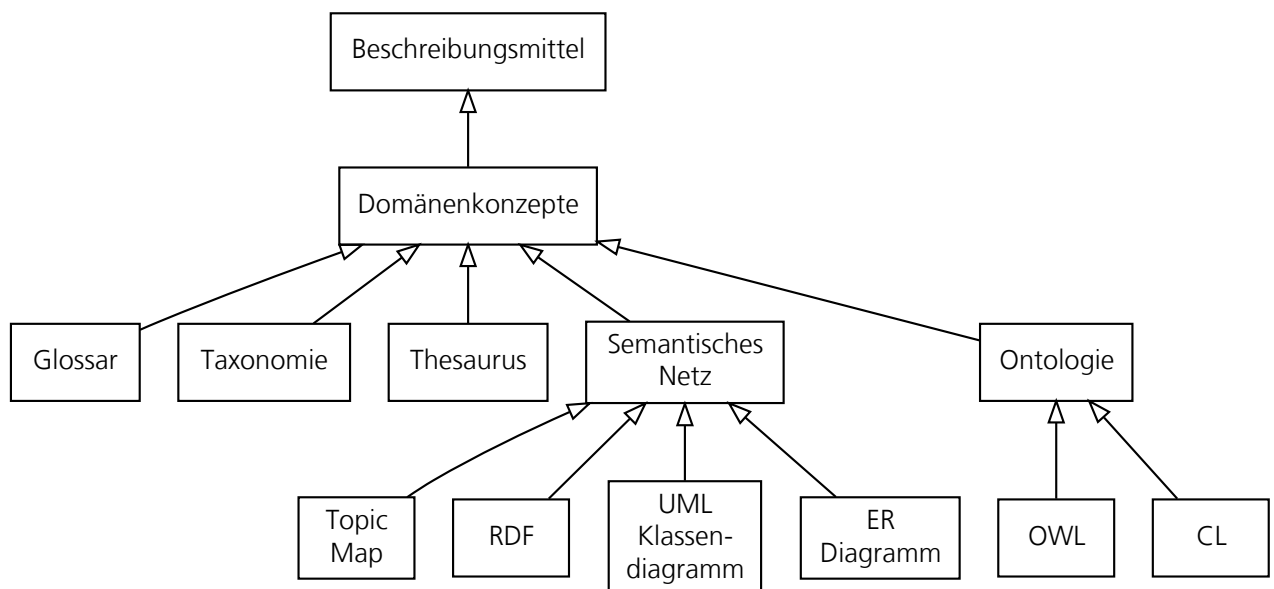 Beschreibungsmittel
Domänenkonzepte
Glossar
Taxonomie
Thesaurus
Semantisches
Netz
Ontologie
Topic
Map
RDF
UML
Klassen-
diagramm
ER
Diagramm
OWL
CL